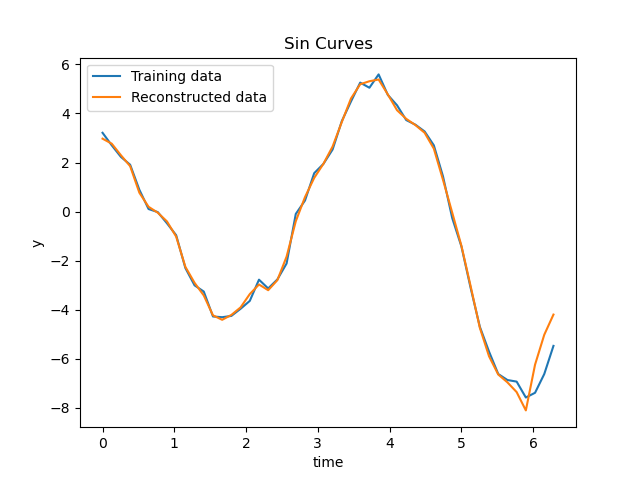 Sin Curves
Training data
Reconstructed data
6
4
2
0
−2
−4
−6
−8
y
0 1 2 3 4 5 6
time